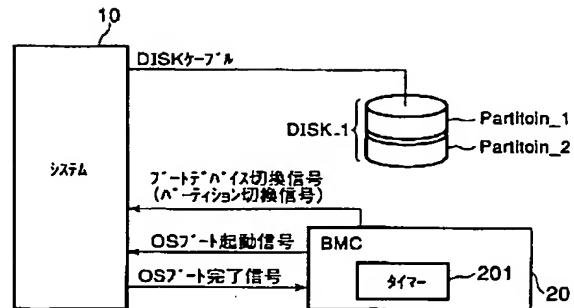 10
DISKケーブル
DISK_1
Partitoin_1
Partitoin_2
システム
ブートデバイス切換信号
(パーティション切換信号)
OSブート起動信号
BMC
OSブート完了信号
タイマー
201
20